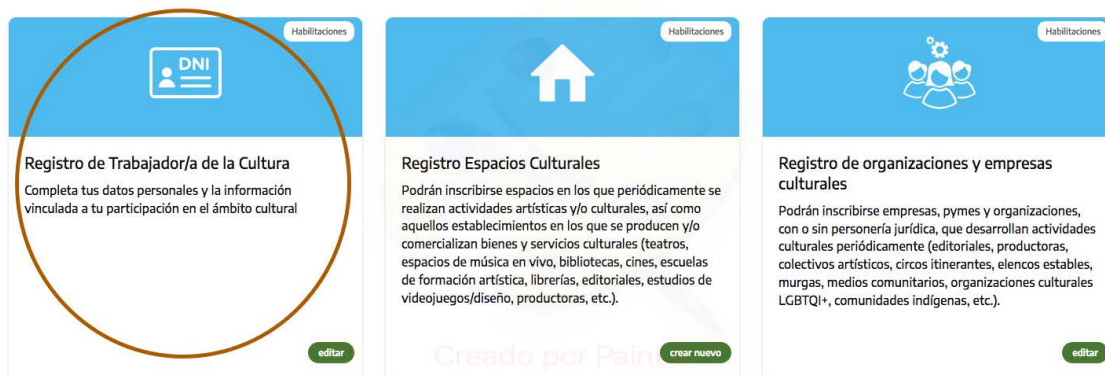 Habilitaciones
DNI
Registro de Trabajador/a de la Cultura
Completa tus datos personales y la información
vinculada a tu participación en el ámbito cultural
editar
Habilitaciones
Registro Espacios Culturales
Podrán inscribirse espacios en los que periódicamente se
realizan actividades artísticas y/o culturales, así como
aquellos establecimientos en los que se producen y/o
comercializan bienes y servicios culturales (teatros,
espacios de música en vivo, bibliotecas, cines, escuelas
de formación artística, librerías, editoriales, estudios de
videojuegos/diseño, productoras, etc.).
Creado por Paint
crear nuevo
Habilitaciones
Registro de organizaciones y empresas
culturales
Podrán inscribirse empresas, pymes y organizaciones,
con o sin personería jurídica, que desarrollan actividades
culturales periódicamente (editoriales, productoras,
colectivos artísticos, circos itinerantes, elencos estables,
murgas, medios comunitarios, organizaciones culturales
LGBTQI+, comunidades indígenas, etc.).
editar